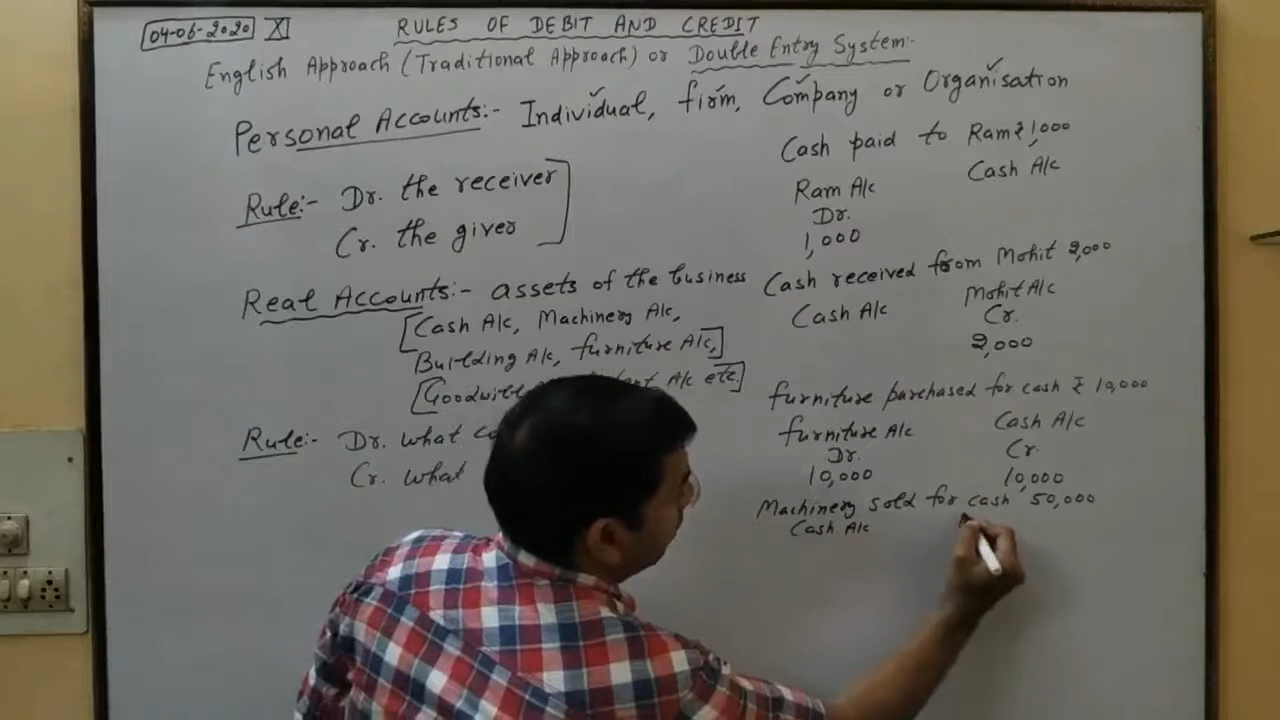 04-06-2020 XI
RULES OF DEBIT AND CREDIT
English Approach (Traditional Approach) or Double Entry System:-
Personal Accounts:- Individual, firm, Company or Organisation
Rule:- Dr. the receiver
Cr. the giver
Real Accounts:- assets of the business
[Cash A/c, Machinery A/c,
Building A/c, furniture A/c,]
[Goodwill A/c etc.]
Rule:- Dr. what
Cr. what
Cash paid to Ram ₹ 1,000
Ram A/c Cash A/c
Dr.
1,000
Cash received from Mohit 2,000
Cash A/c Mohit A/c
Cr.
2,000
furniture purchased for cash ₹ 10,000
furniture A/c Cash A/c
Dr. Cr.
10,000 10,000
Machinery sold for cash 50,000
Cash A/c